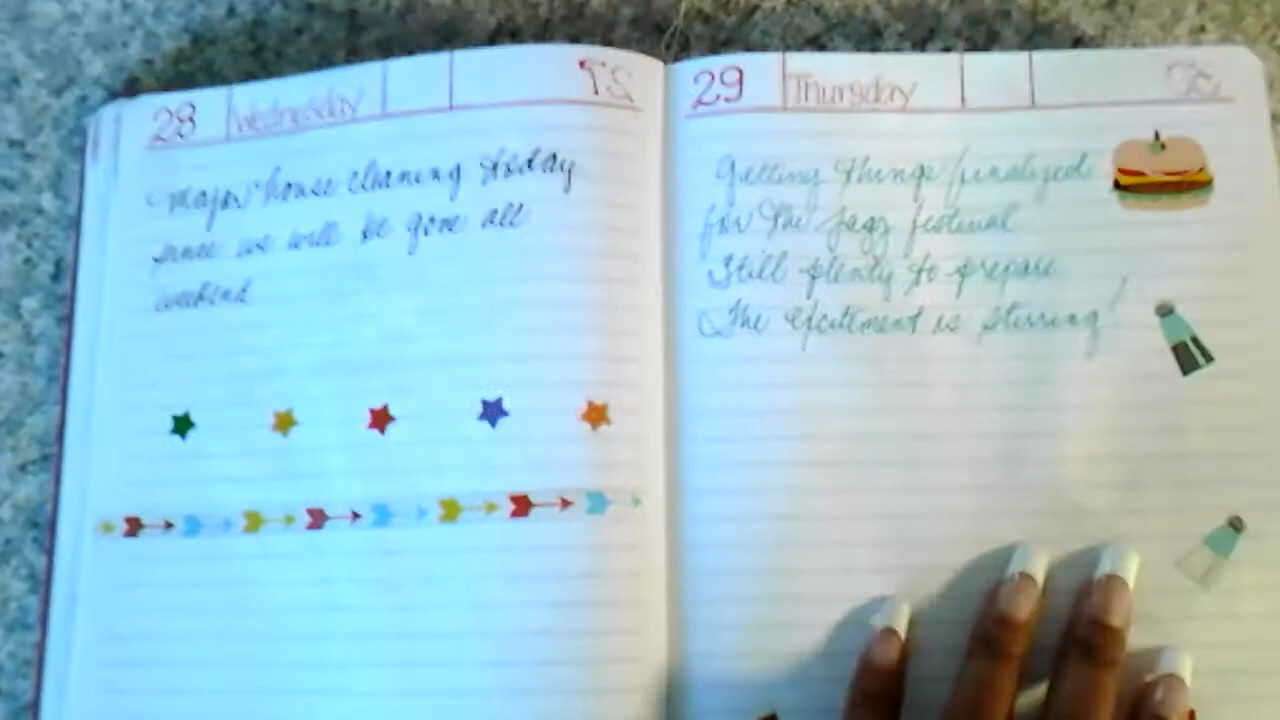 28 Wednesday
major house cleaning today
since we will be gone all
weekend
29 Thursday
Getting things finalized
for the Jazz festival
Still plenty to prepare
The excitement is stirring!